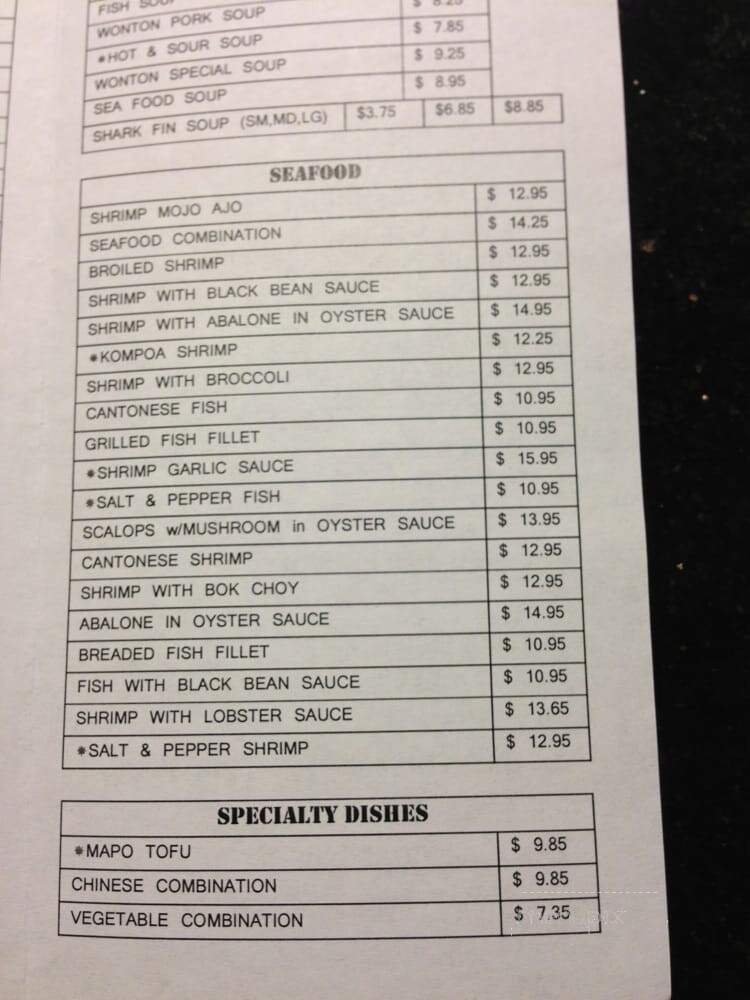 FISH SOUP
WONTON PORK SOUP $ 8.25
*HOT & SOUR SOUP $ 7.85
WONTON SPECIAL SOUP $ 9.25
SEA FOOD SOUP $ 8.95
SHARK FIN SOUP (SM,MD,LG) $3.75 $6.85 $8.85
SEAFOOD
SHRIMP MOJO AJO $ 12.95
SEAFOOD COMBINATION $ 14.25
BROILED SHRIMP $ 12.95
SHRIMP WITH BLACK BEAN SAUCE $ 12.95
SHRIMP WITH ABALONE IN OYSTER SAUCE $ 14.95
*KOMPOA SHRIMP $ 12.25
SHRIMP WITH BROCCOLI $ 12.95
CANTONESE FISH $ 10.95
GRILLED FISH FILLET $ 10.95
*SHRIMP GARLIC SAUCE $ 15.95
*SALT & PEPPER FISH $ 10.95
SCALOPS w/MUSHROOM in OYSTER SAUCE $ 13.95
CANTONESE SHRIMP $ 12.95
SHRIMP WITH BOK CHOY $ 12.95
ABALONE IN OYSTER SAUCE $ 14.95
BREADED FISH FILLET $ 10.95
FISH WITH BLACK BEAN SAUCE $ 10.95
SHRIMP WITH LOBSTER SAUCE $ 13.65
*SALT & PEPPER SHRIMP $ 12.95
SPECIALTY DISHES
*MAPO TOFU $ 9.85
CHINESE COMBINATION $ 9.85
VEGETABLE COMBINATION $ 7.35